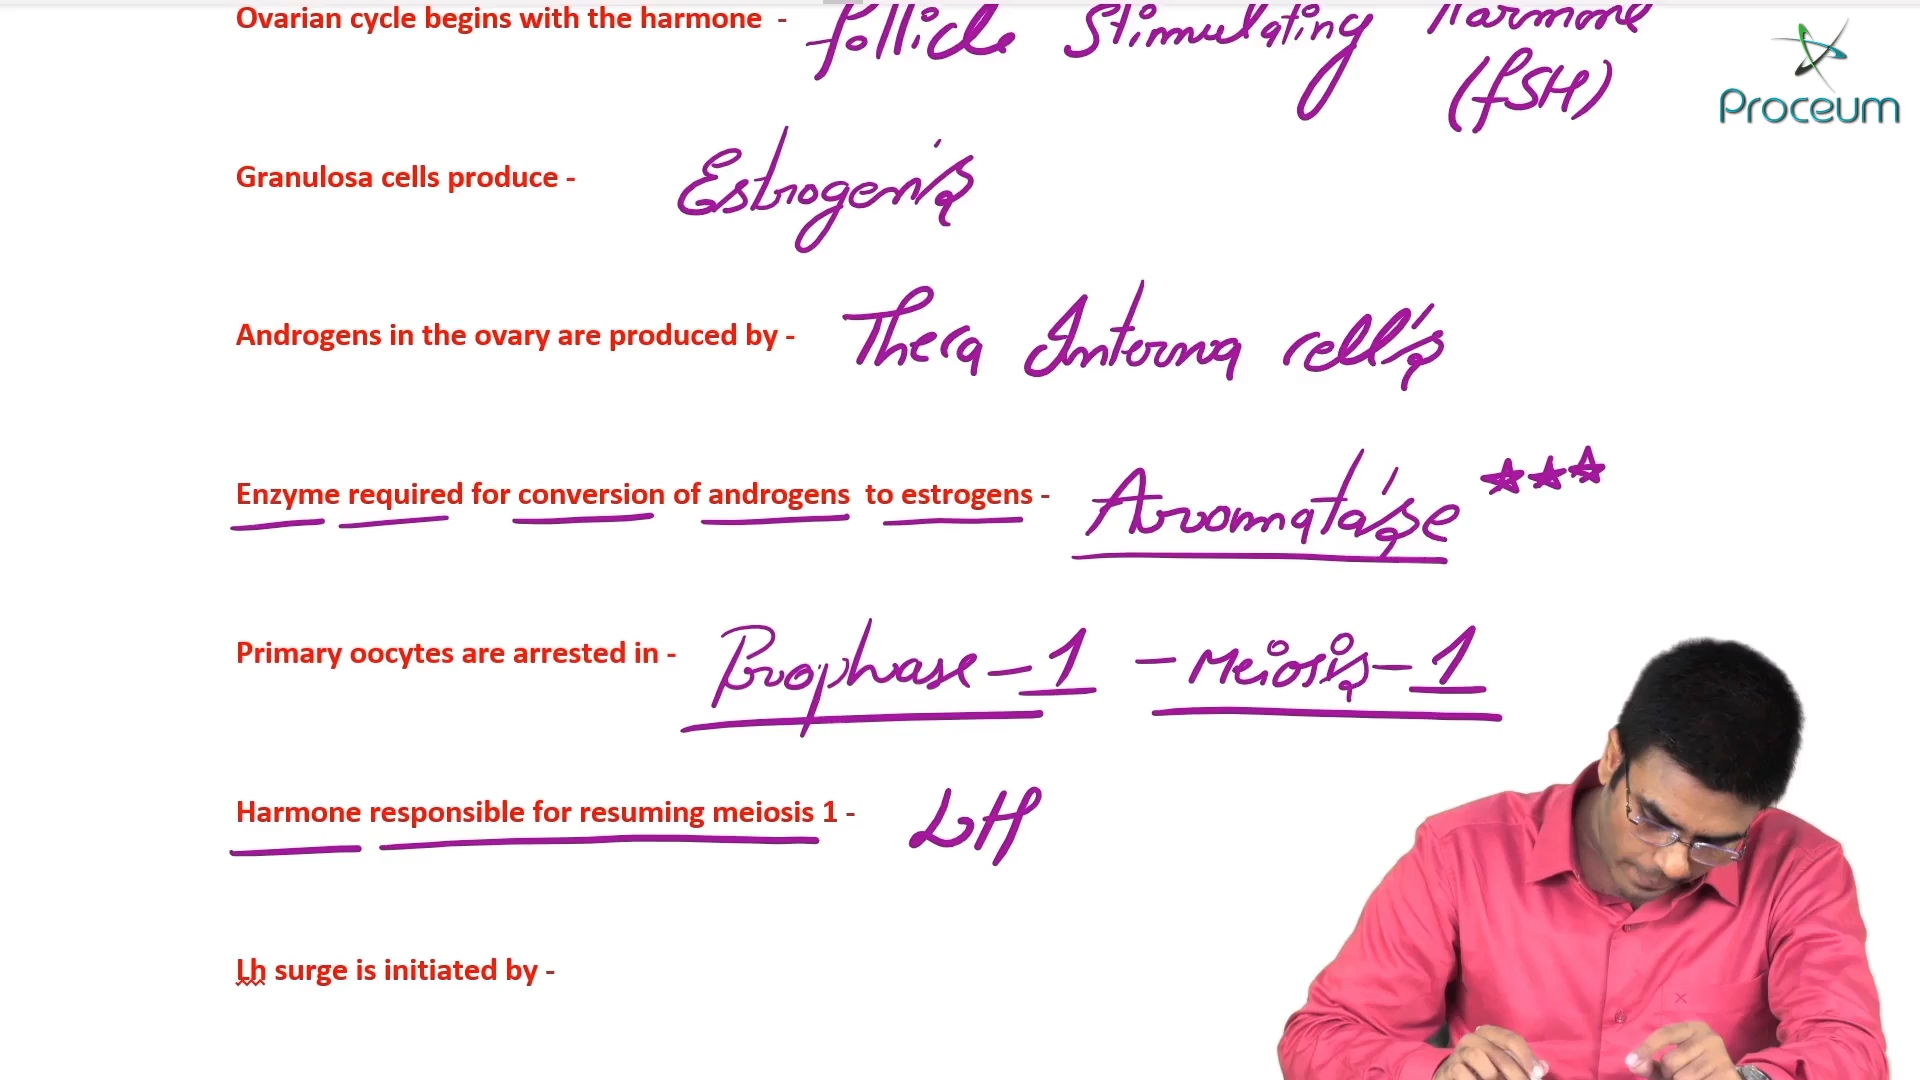 Ovarian cycle begins with the harmone - follicle Stimulating Harmone
(fSH)
Proceum
Granulosa cells produce - Estrogen's
Androgens in the ovary are produced by - Theca Interna cell's
Enzyme required for conversion of androgens to estrogens - Aromatase ★★★
Primary oocytes are arrested in - Prophase-1 - Meiosis-1
Harmone responsible for resuming meiosis 1 - LH
Lh surge is initiated by -